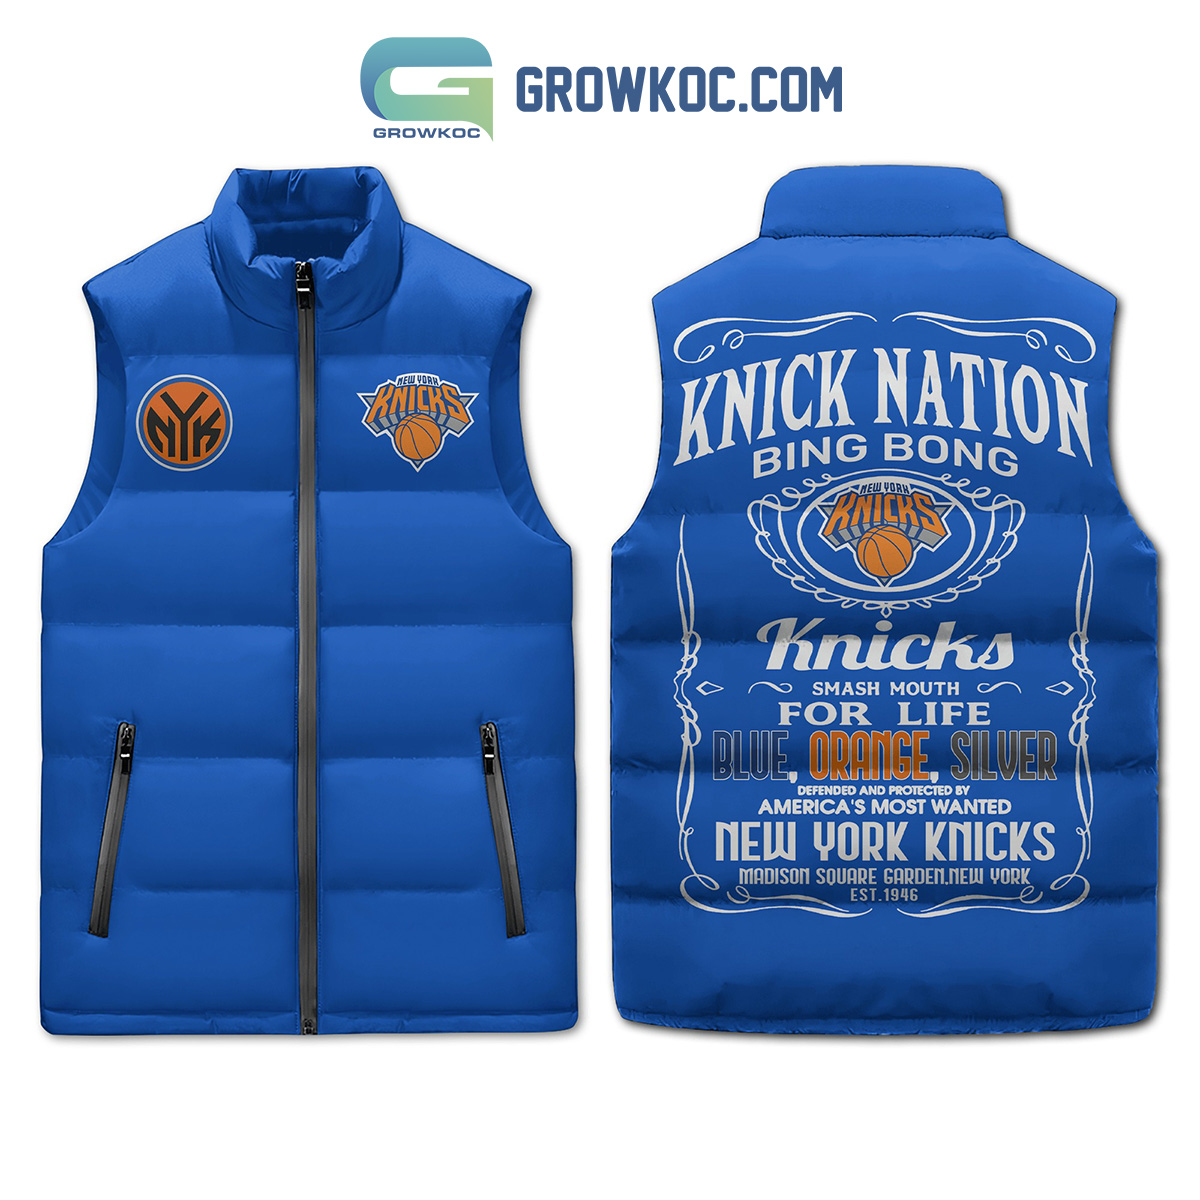 GROWKOC
GROWKOC.COM
NYK
NEW YORK
KNICKS
KNICK NATION
BING BONG
NEW YORK
KNICKS
Knicks
SMASH MOUTH
FOR LIFE
BLUE, ORANGE, SILVER
DEFENDED AND PROTECTED BY
AMERICA'S MOST WANTED
NEW YORK KNICKS
MADISON SQUARE GARDEN,NEW YORK
EST.1946